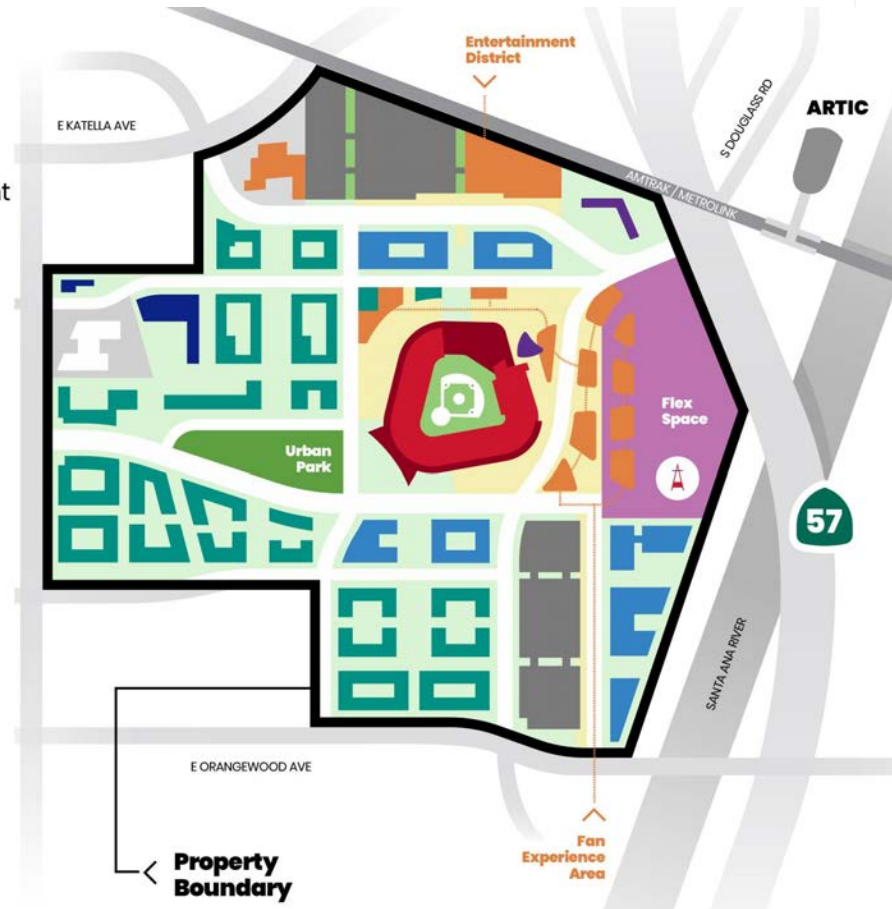 Entertainment
District
E KATELLA AVE
S DOUGLASS RD
ARTIC
nt
AMTRAK / METROLINK
Flex
Space
Urban
Park
57
SANTA ANA RIVER
E ORANGEWOOD AVE
Fan
Experience
Area
Property
Boundary